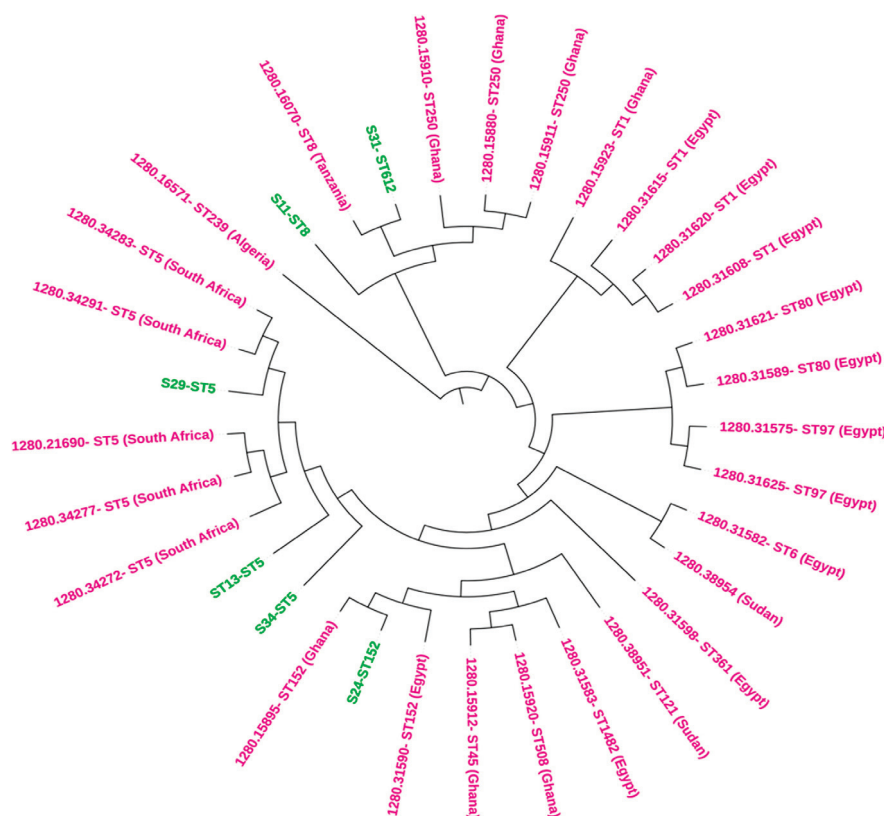 1280.15910- ST250 (Ghana)
1280.15880- ST250 (Ghana)
1280.15911- ST250 (Ghana)
1280.15923- ST1 (Ghana)
1280.31615- ST1 (Egypt)
1280.31620- ST1 (Egypt)
1280.31608- ST1 (Egypt)
1280.31621- ST80 (Egypt)
1280.31589- ST80 (Egypt)
1280.31575- ST97 (Egypt)
1280.31625- ST97 (Egypt)
1280.31582- ST6 (Egypt)
1280.38954 (Sudan)
1280.31598- ST361 (Egypt)
1280.38951- ST121 (Sudan)
1280.31583- ST1482 (Egypt)
1280.15920- ST508 (Ghana)
1280.15912- ST45 (Ghana)
1280.31590- ST152 (Egypt)
S24-ST152
1280.15895- ST152 (Ghana)
S34-ST5
ST13-ST5
1280.34272- ST5 (South Africa)
1280.34277- ST5 (South Africa)
1280.21690- ST5 (South Africa)
S29-ST5
1280.34291- ST5 (South Africa)
1280.34283- ST5 (South Africa)
1280.16571- ST239 (Algeria)
S11-ST8
1280.16070- ST8 (Tanzania)
S31- ST612